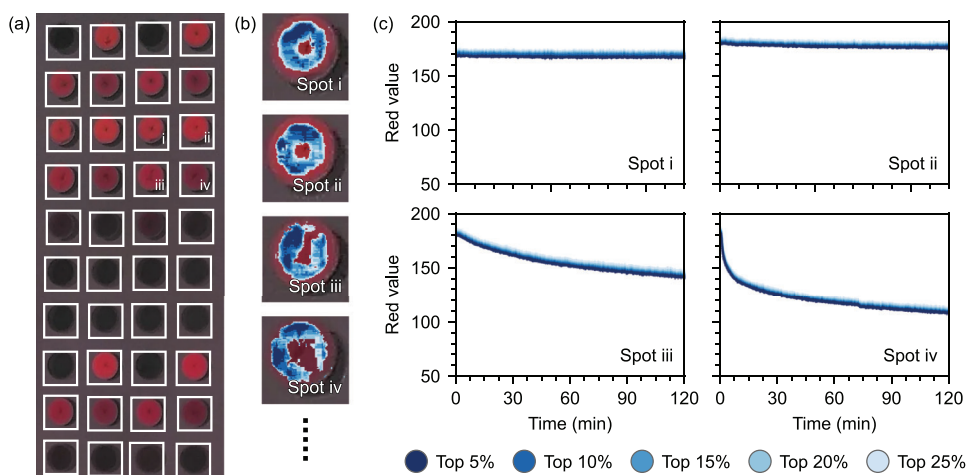 (a)
i
ii
iii
iv
(b)
Spot i
Spot ii
Spot iii
Spot iv
(c)
Red value
200
150
100
50
Spot i
Spot ii
Red value
200
150
100
50
Spot iii
Spot iv
0 30 60 90 120
0 30 60 90 120
Time (min)
Time (min)
Top 5% Top 10% Top 15% Top 20% Top 25%